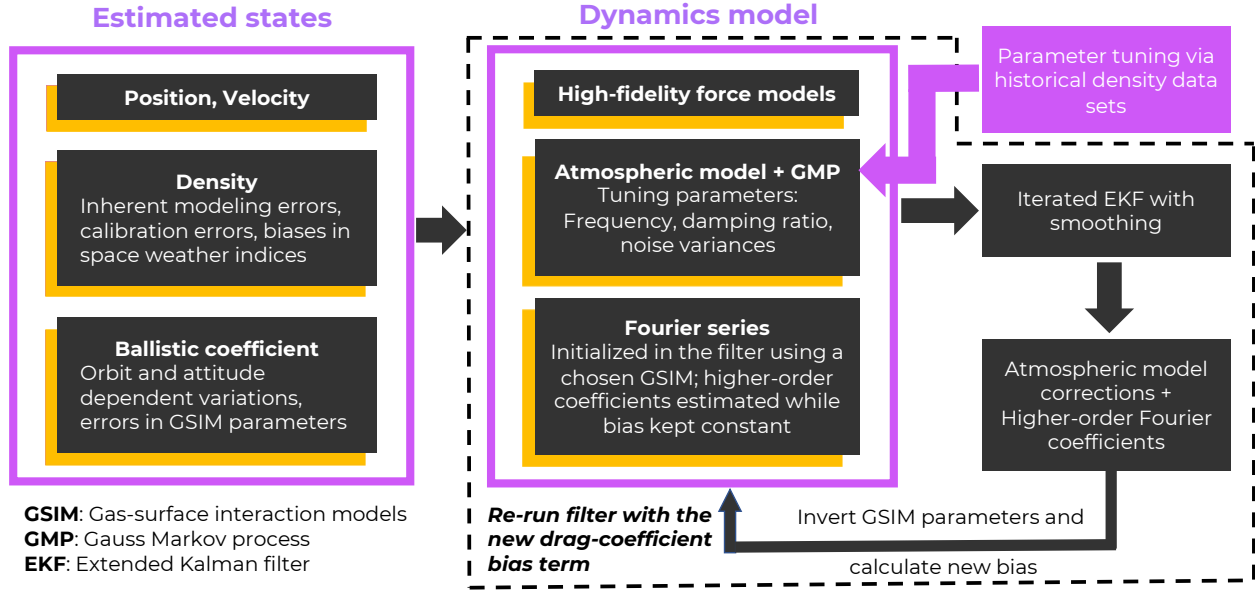 Estimated states
Position, Velocity
Density
Inherent modeling errors,
calibration errors, biases in
space weather indices
Ballistic coefficient
Orbit and attitude
dependent variations,
errors in GSIM parameters
GSIM: Gas-surface interaction models
GMP: Gauss Markov process
EKF: Extended Kalman filter
Dynamics model
High-fidelity force models
Atmospheric model + GMP
Tuning parameters:
Frequency, damping ratio,
noise variances
Fourier series
Initialized in the filter using a
chosen GSIM; higher-order
coefficients estimated while
bias kept constant
Parameter tuning via
historical density data
sets
Iterated EKF with
smoothing
Atmospheric model
corrections +
Higher-order Fourier
coefficients
Invert GSIM parameters and
calculate new bias
Re-run filter with the
new drag-coefficient
bias term